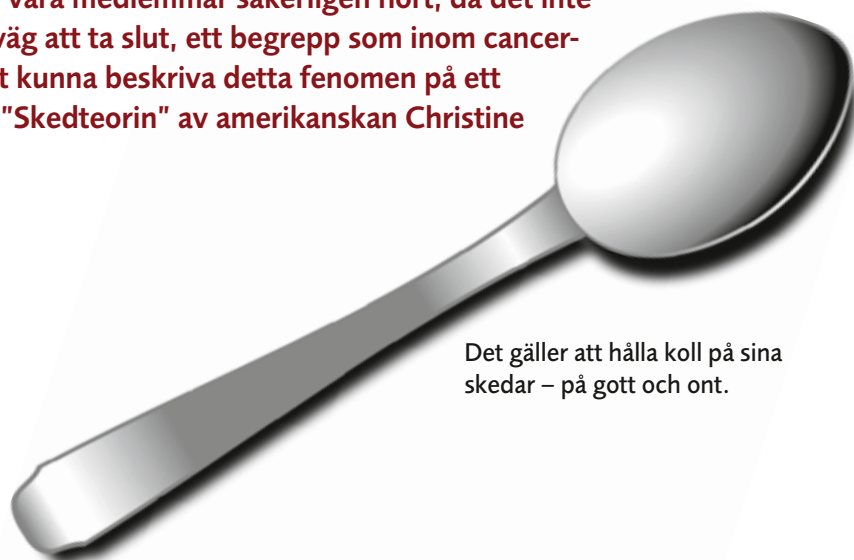 våra medlemmar säkerligen hört, då det inte
väg att ta slut, ett begrepp som inom cancer-
t kunna beskriva detta fenomen på ett
"Skedteorin" av amerikanskan Christine
Det gäller att hålla koll på sina
skedar – på gott och ont.